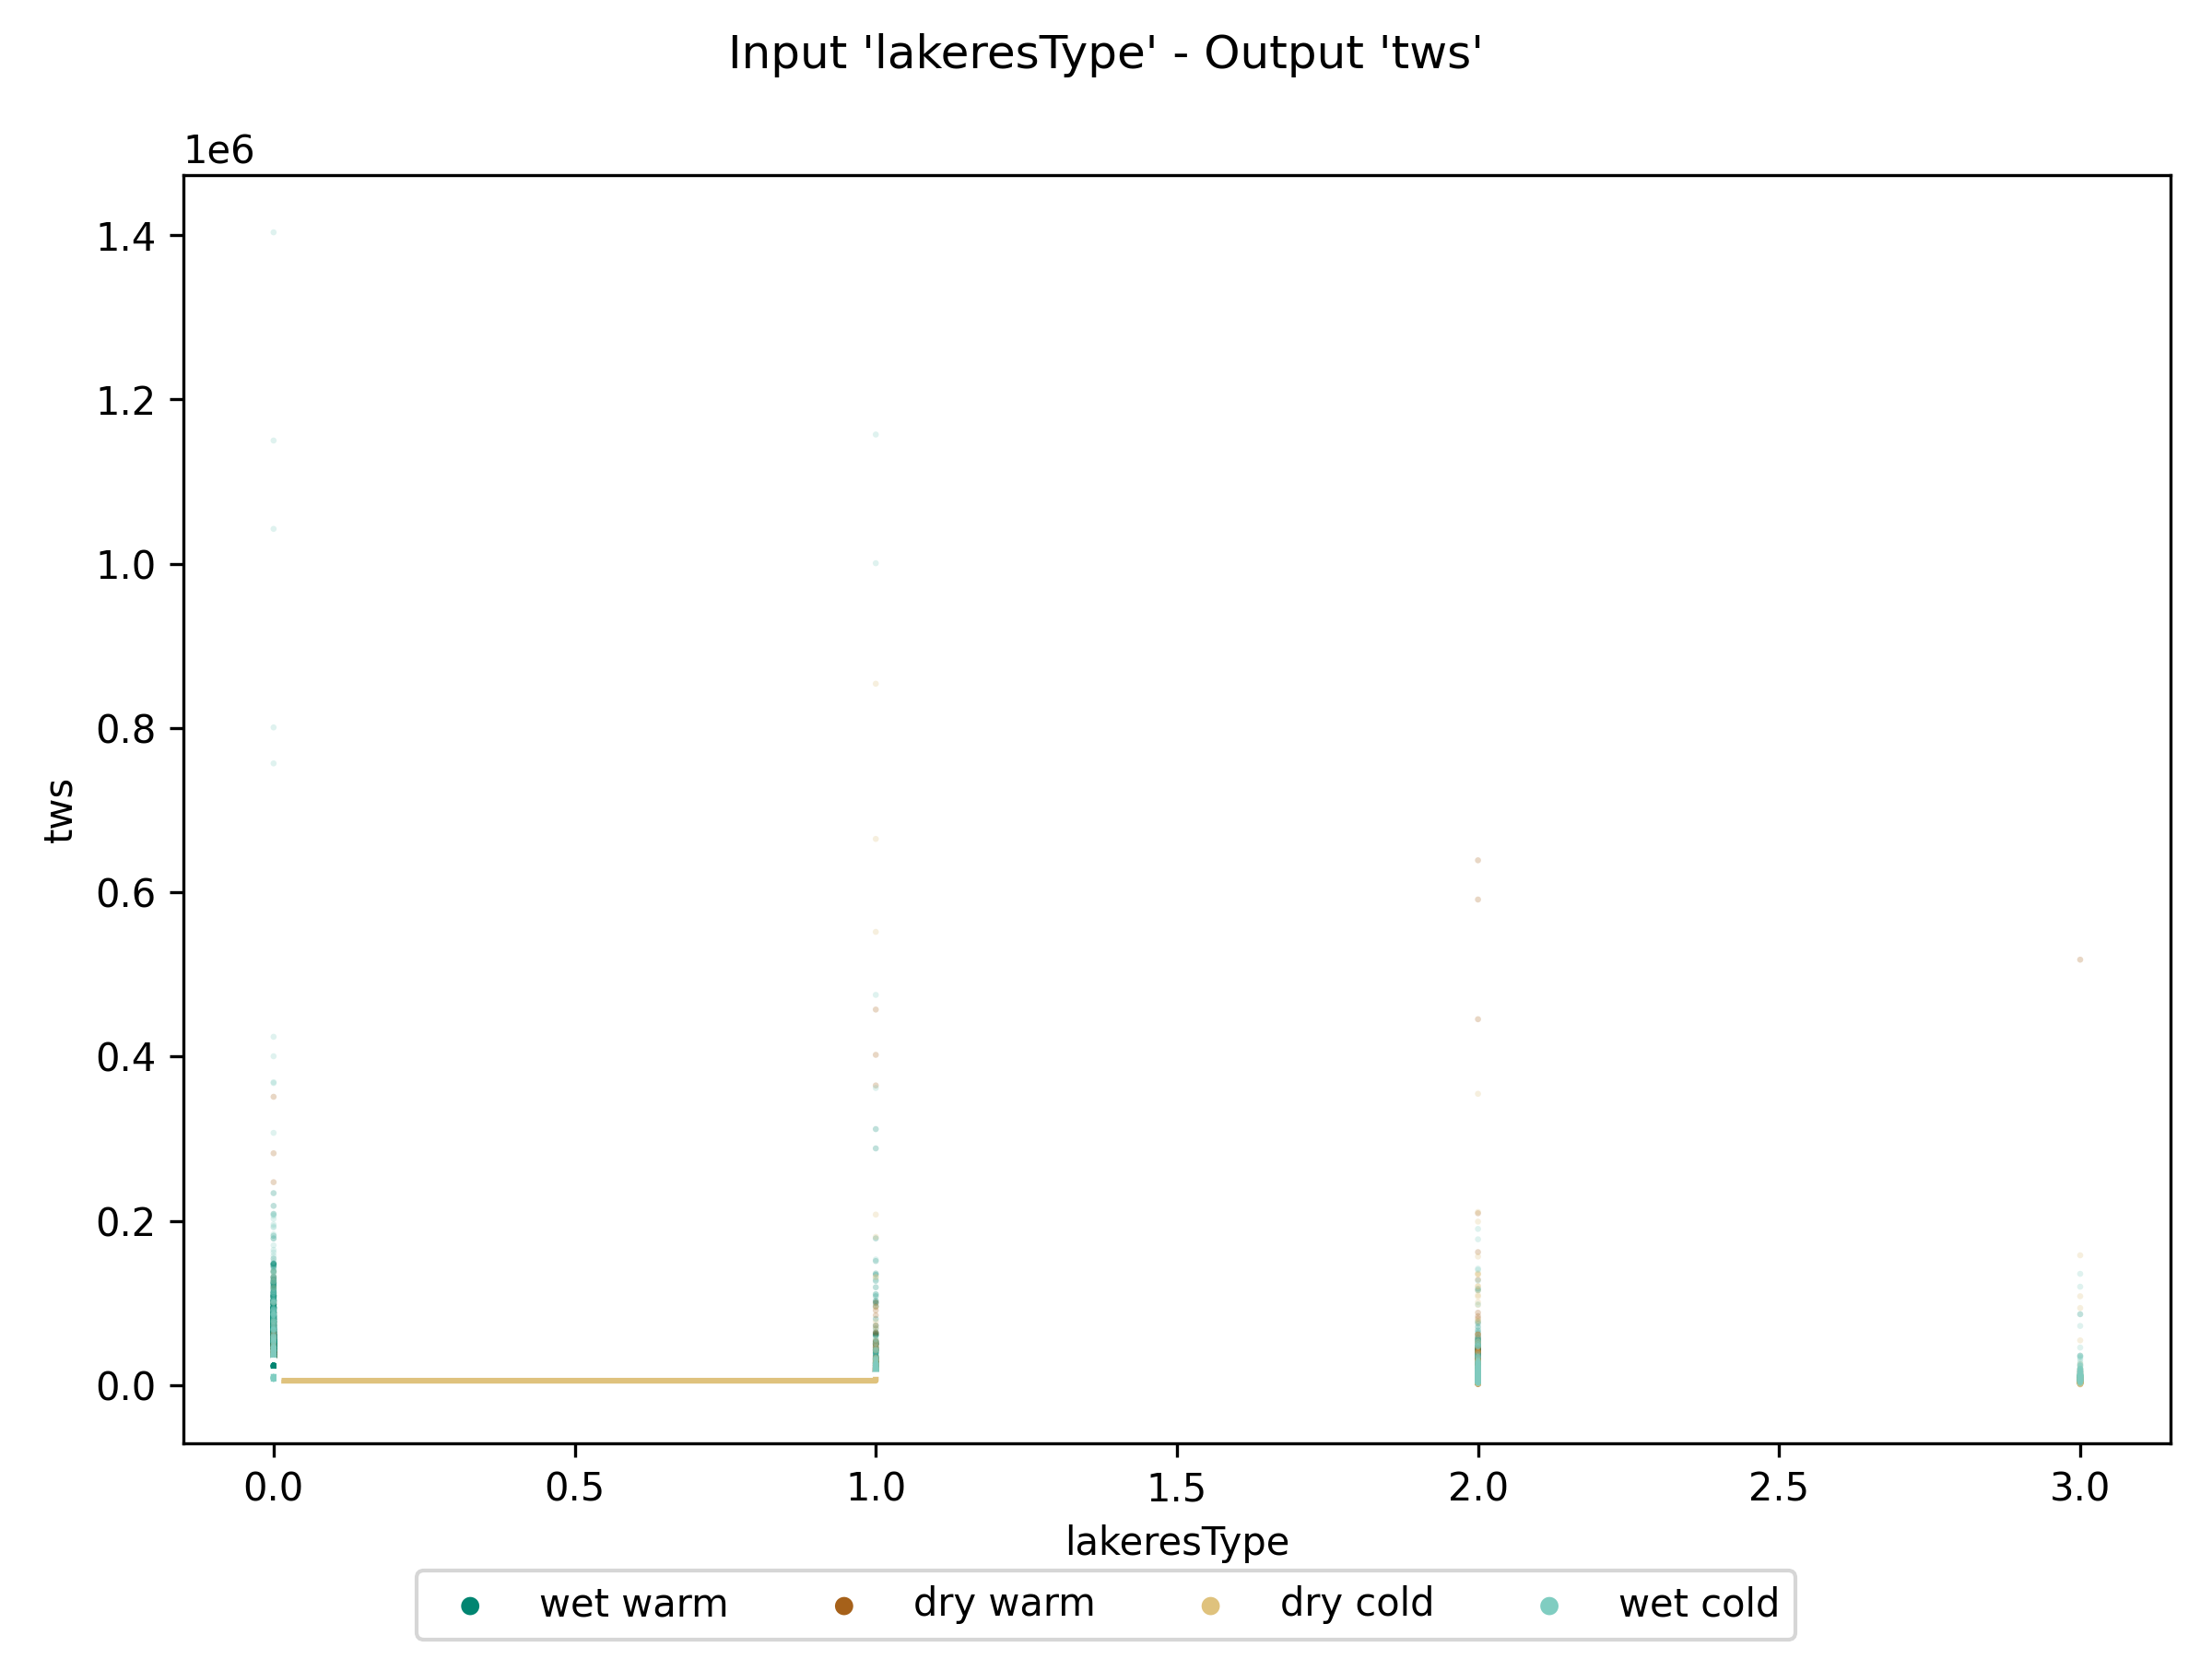 Input 'lakeresType' - Output 'tws'
1e6
1.4
1.2
1.0
0.8
0.6
0.4
0.2
0.0
tws
0.0 0.5 1.0 1.5 2.0 2.5 3.0
lakeresType
wet warm dry warm dry cold wet cold